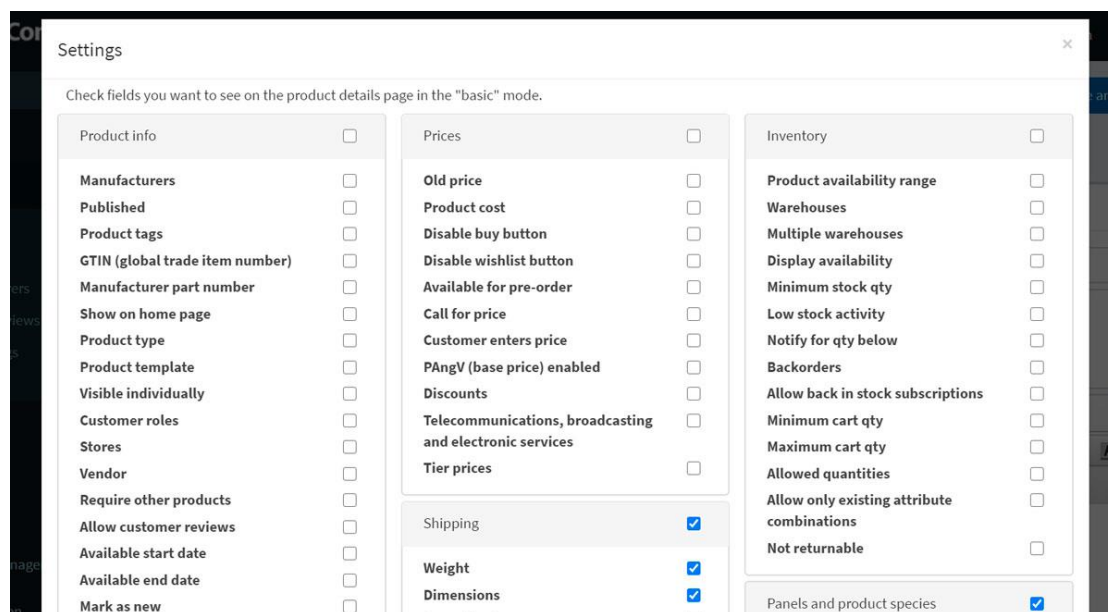 Cor
Settings
×
Check fields you want to see on the product details page in the "basic" mode.
Product info
Manufacturers
Published
Product tags
GTIN (global trade item number)
Manufacturer part number
Show on home page
Product type
Product template
Visible individually
Customer roles
Stores
Vendor
Require other products
Allow customer reviews
Available start date
Available end date
Mark as new
Prices
Old price
Product cost
Disable buy button
Disable wishlist button
Available for pre-order
Call for price
Customer enters price
PAngV (base price) enabled
Discounts
Telecommunications, broadcasting
and electronic services
Tier prices
Shipping
Weight
Dimensions
Inventory
Product availability range
Warehouses
Multiple warehouses
Display availability
Minimum stock qty
Low stock activity
Notify for qty below
Backorders
Allow back in stock subscriptions
Minimum cart qty
Maximum cart qty
Allowed quantities
Allow only existing attribute
combinations
Not returnable
Panels and product species